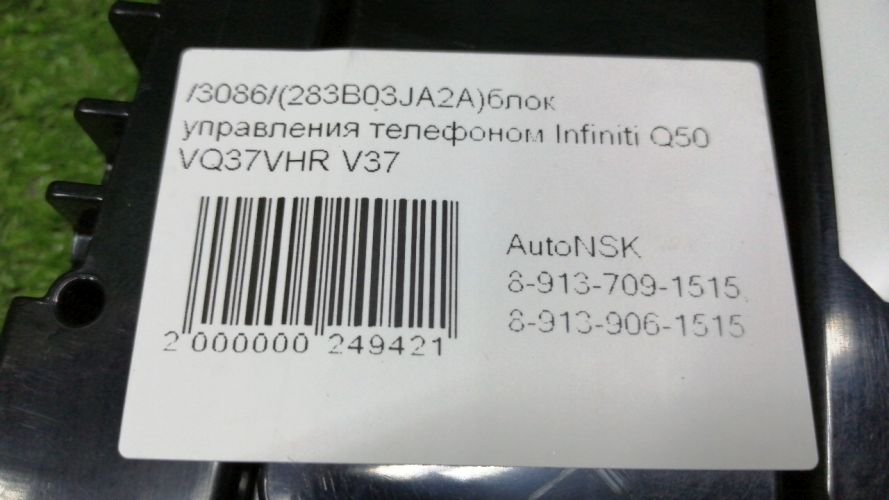 /3086/(283B03JA2A)блок
управления телефоном Infiniti Q50
VQ37VHR V37
AutoNSK
8-913-709-1515
8-913-906-1515
2 000000 249421